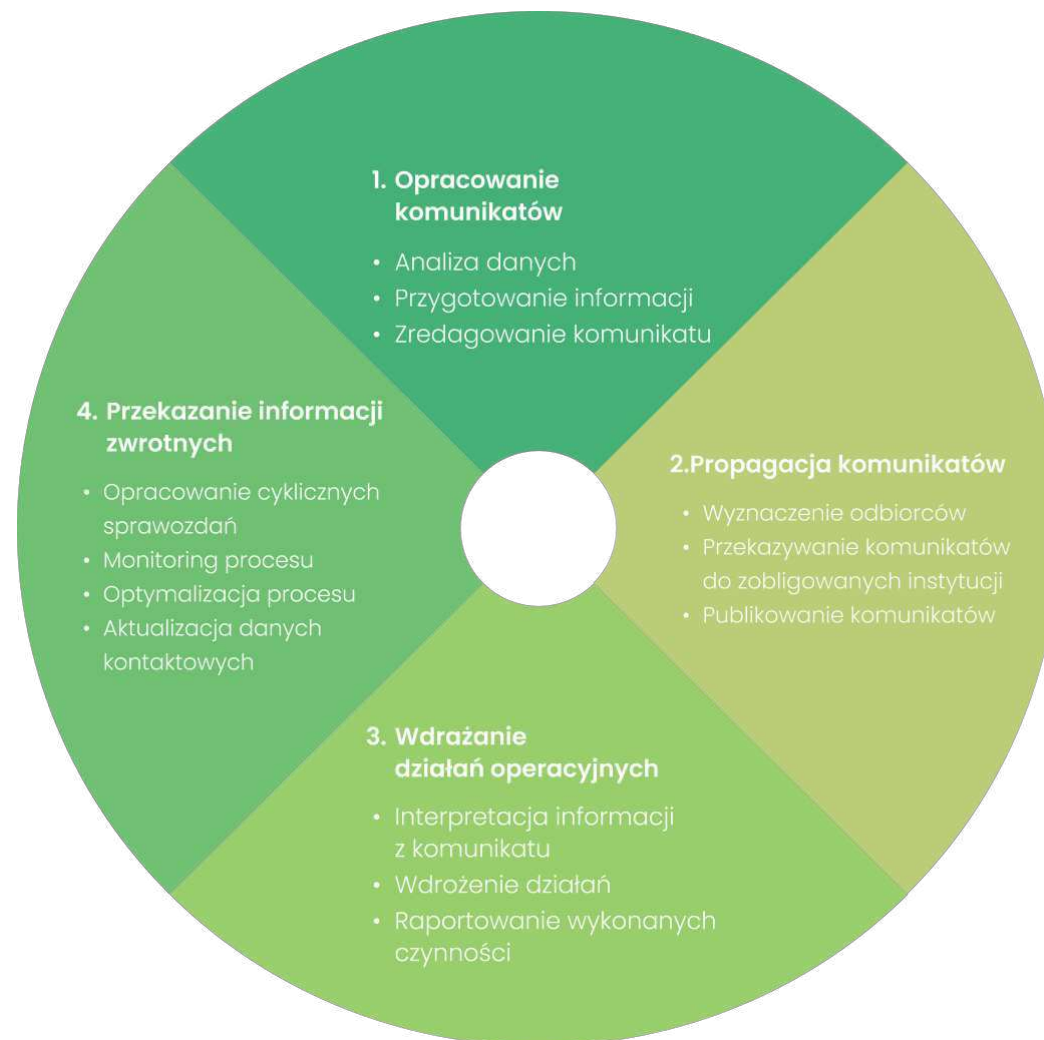 1. Opracowanie
komunikatów
• Analiza danych
• Przygotowanie informacji
• Zredagowanie komunikatu
2.Propagacja komunikatów
• Wyznaczenie odbiorców
• Przekazywanie komunikatów
do zobligowanych instytucji
• Publikowanie komunikatów
3. Wdrażanie
działań operacyjnych
• Interpretacja informacji
z komunikatu
• Wdrożenie działań
• Raportowanie wykonanych
czynności
4. Przekazanie informacji
zwrotnych
• Opracowanie cyklicznych
sprawozdań
• Monitoring procesu
• Optymalizacja procesu
• Aktualizacja danych
kontaktowych